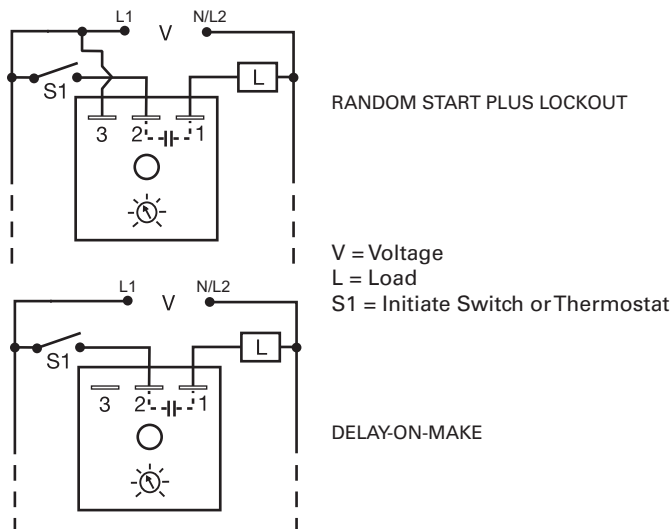 L1 V N/L2
S1 L
3 2 1
RANDOM START PLUS LOCKOUT
V = Voltage
L = Load
S1 = Initiate Switch or Thermostat
L1 V N/L2
S1 L
3 2 1
DELAY-ON-MAKE